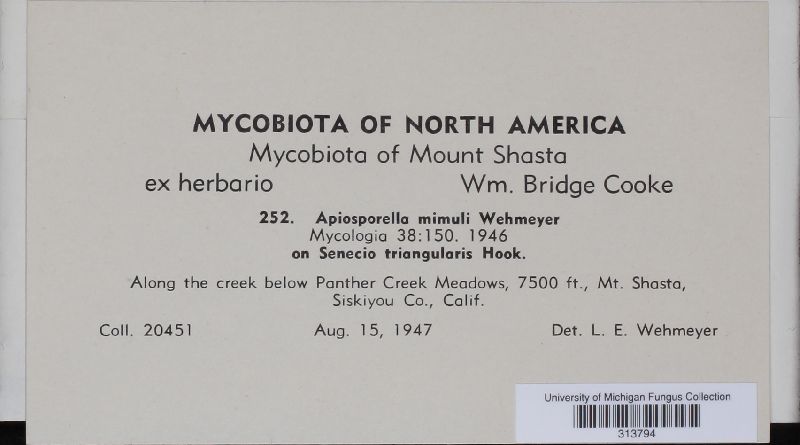 MYCOBIOTA OF NORTH AMERICA
Mycobiota of Mount Shasta
ex herbario Wm. Bridge Cooke
252. Apiosporella mimuli Wehmeyer
Mycologia 38:150. 1946
on Senecio triangularis Hook.
Along the creek below Panther Creek Meadows, 7500 ft., Mt. Shasta,
Siskiyou Co., Calif.
Coll. 20451 Aug. 15, 1947 Det. L. E. Wehmeyer
University of Michigan Fungus Collection
313794